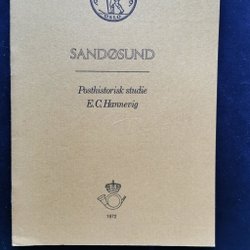 OSLO
SANDØSUND
Posthistorisk studie
E.C. Hannevig
1972